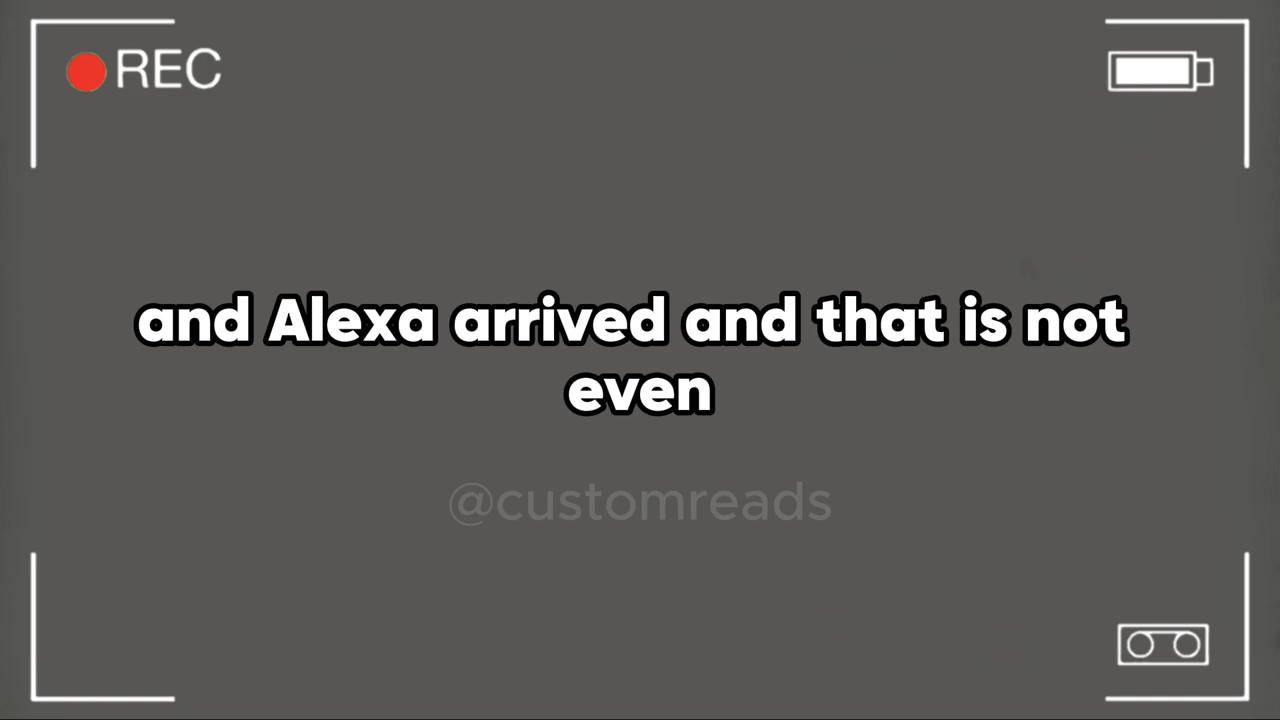 REC
and Alexa arrived and that is not
even
@customreads